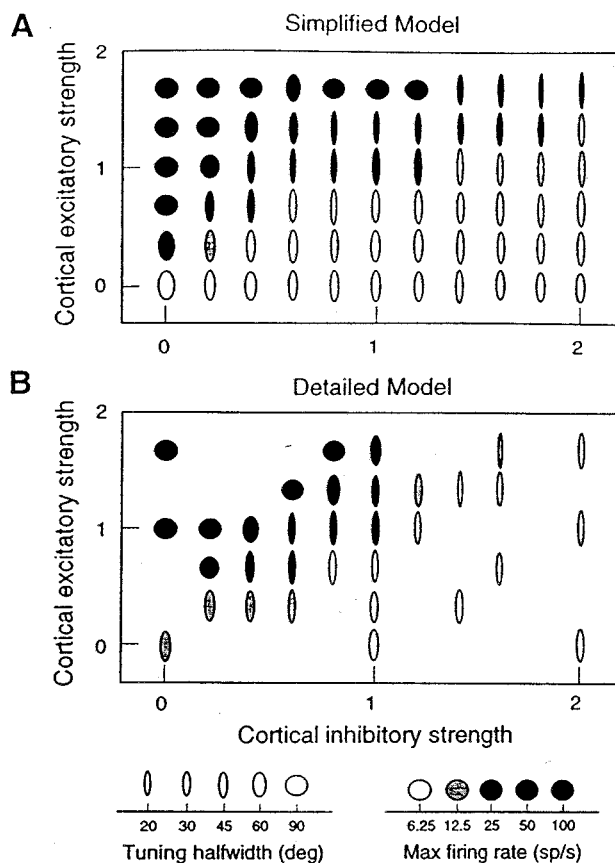 A
Simplified Model
Cortical excitatory strength
2
1
0
0 1 2
B
Detailed Model
Cortical excitatory strength
2
1
0
0 1 2
Cortical inhibitory strength
20 30 45 60 90
Tuning halfwidth (deg)
6.25 12.5 25 50 100
Max firing rate (sp/s)